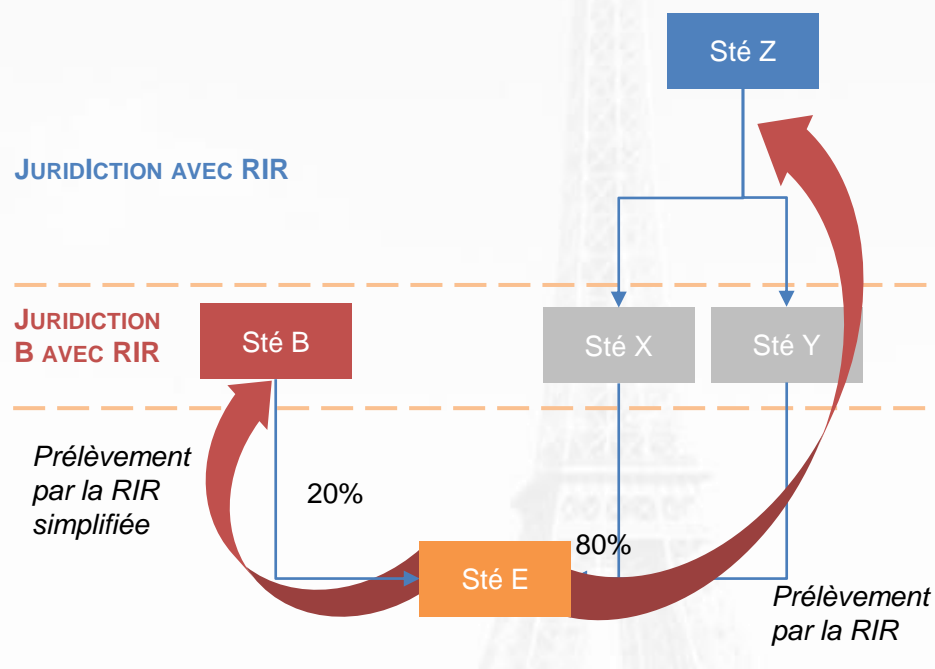 Sté Z
JURIDICTION AVEC RIR
JURIDICTION
B AVEC RIR
Sté B
Sté X
Sté Y
Prélèvement
par la RIR
simplifiée
20%
80%
Sté E
Prélèvement
par la RIR